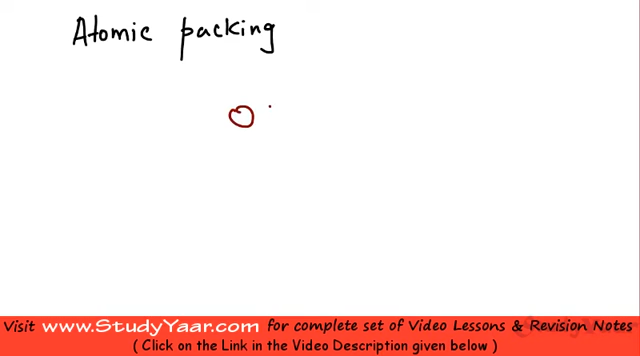 Atomic packing
Visit www.StudyYaar.com for complete set of Video Lessons & Revision Notes
( Click on the Link in the Video Description given below )